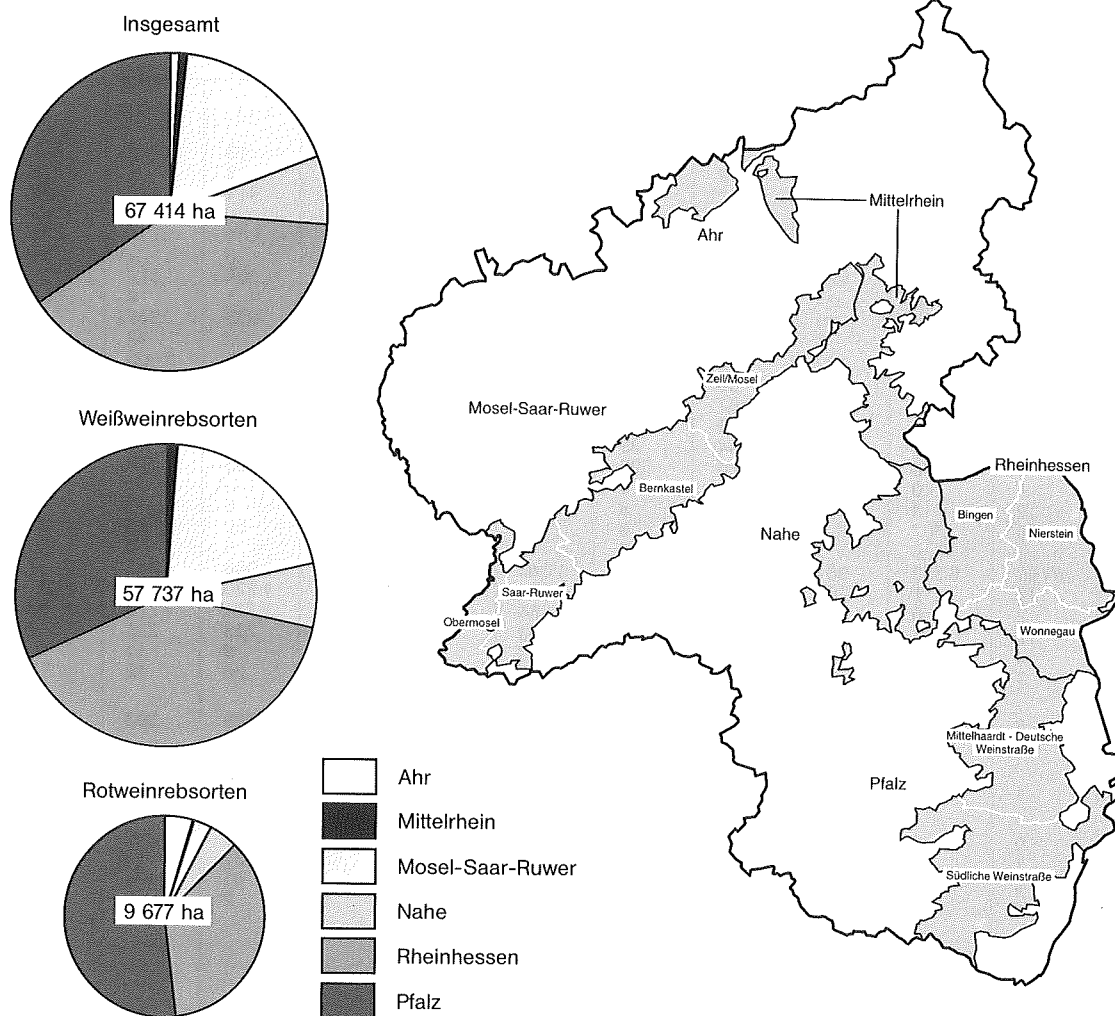 Insgesamt
67 414 ha
Weißweinrebsorten
57 737 ha
Rotweinrebsorten
9 677 ha
Ahr
Mittelrhein
Mosel-Saar-Ruwer
Nahe
Rheinhessen
Pfalz
Mittelrhein
Ahr
Zell/Mosel
Mosel-Saar-Ruwer
Rheinhessen
Bernkastel
Bingen
Nierstein
Nahe
Saar-Ruwer
Obermosel
Wonnegau
Mittelhaardt - Deutsche
Weinstraße
Pfalz
Südliche Weinstraße